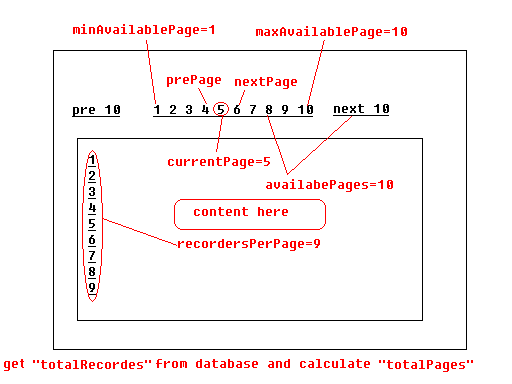 minAvailablePage=1 maxAvailablePage=10
prePage nextPage
pre 10 1 2 3 4 5 6 7 8 9 10 next 10
currentPage=5
availabePages=10
1
2
3
4
5
6
7
8
9
content here
recordersPerPage=9
get "totalRecordes" from database and calculate "totalPages"